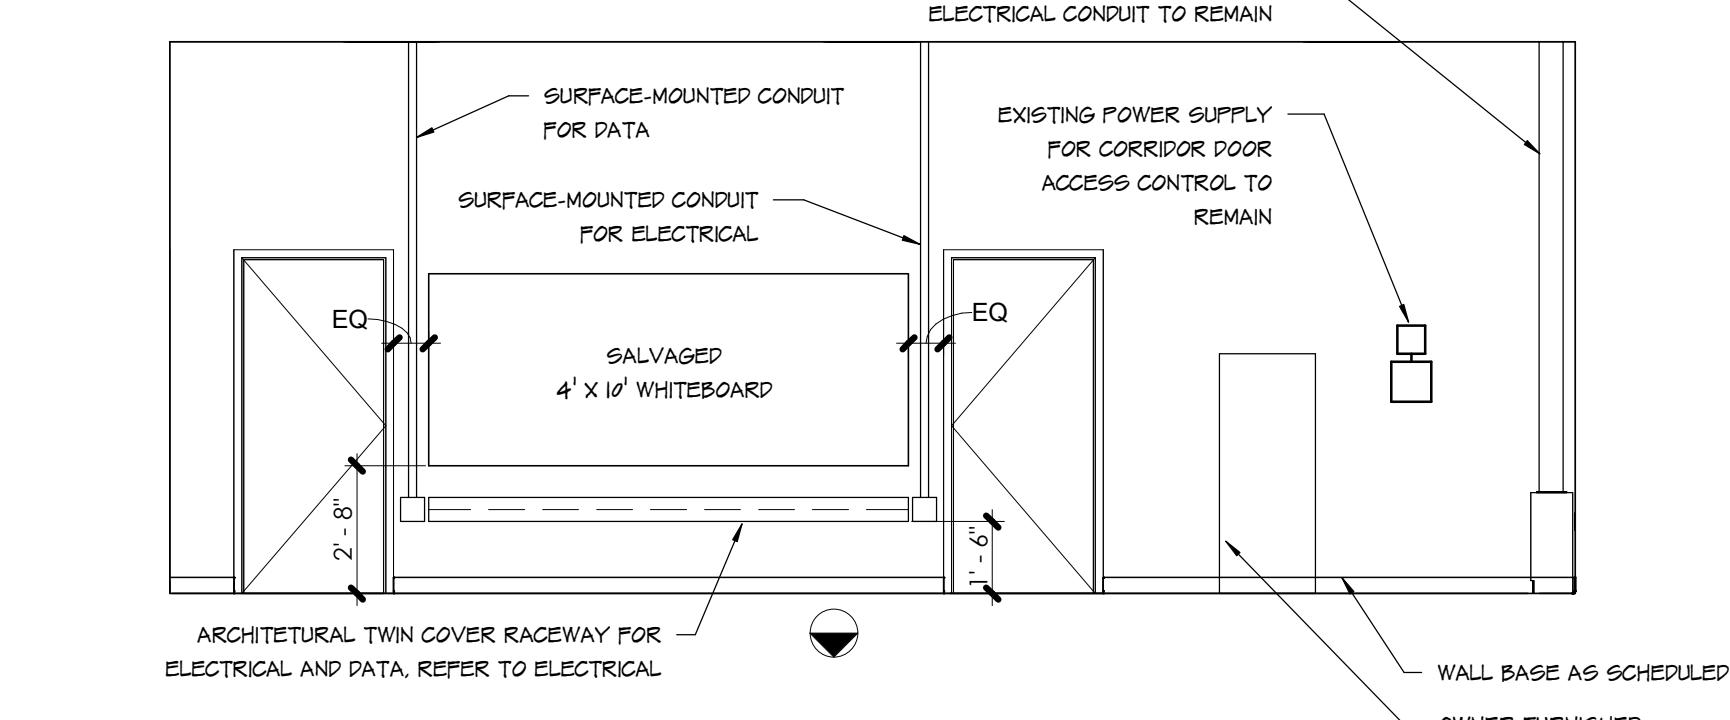 ELECTRICAL CONDUIT TO REMAIN
SURFACE-MOUNTED CONDUIT
FOR DATA
EXISTING POWER SUPPLY
FOR CORRIDOR DOOR
ACCESS CONTROL TO
REMAIN
SURFACE-MOUNTED CONDUIT
FOR ELECTRICAL
EQ
EQ
SALVAGED
4' X 10' WHITEBOARD
2' - 8"
1' - 6"
ARCHITETURAL TWIN COVER RACEWAY FOR
ELECTRICAL AND DATA, REFER TO ELECTRICAL
WALL BASE AS SCHEDULED
OWNER FURNISHED